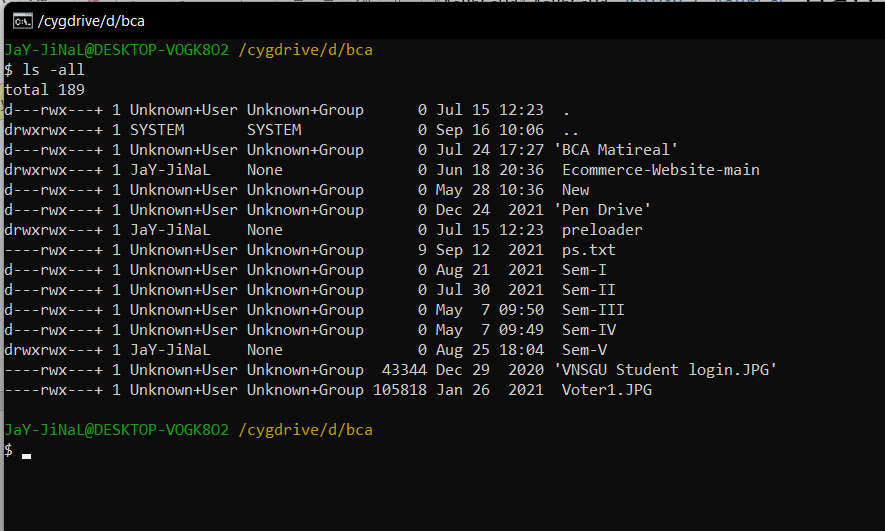 /cygdrive/d/bca
JaY-JiNaL@DESKTOP-VOGK8O2 /cygdrive/d/bca
$ ls -all
total 189
d---rwx---+ 1 Unknown+User Unknown+Group      0 Jul 15 12:23  .
drwxrwx---+ 1 SYSTEM       SYSTEM             0 Sep 16 10:06  ..
d---rwx---+ 1 Unknown+User Unknown+Group      0 Jul 24 17:27 'BCA Matireal'
drwxrwx---+ 1 JaY-JiNaL    None               0 Jun 18 20:36  Ecommerce-Website-main
d---rwx---+ 1 Unknown+User Unknown+Group      0 May 28 10:36  New
d---rwx---+ 1 Unknown+User Unknown+Group      0 Dec 24  2021 'Pen Drive'
drwxrwx---+ 1 JaY-JiNaL    None               0 Jul 15 12:23  preloader
----rwx---+ 1 Unknown+User Unknown+Group      9 Sep 12  2021  ps.txt
d---rwx---+ 1 Unknown+User Unknown+Group      0 Aug 21  2021  Sem-I
d---rwx---+ 1 Unknown+User Unknown+Group      0 Jul 30  2021  Sem-II
d---rwx---+ 1 Unknown+User Unknown+Group      0 May  7 09:50  Sem-III
d---rwx---+ 1 Unknown+User Unknown+Group      0 May  7 09:49  Sem-IV
drwxrwx---+ 1 JaY-JiNaL    None               0 Aug 25 18:04  Sem-V
----rwx---+ 1 Unknown+User Unknown+Group  43344 Dec 29  2020 'VNSGU Student login.JPG'
----rwx---+ 1 Unknown+User Unknown+Group 105818 Jan 26  2021  Voter1.JPG
JaY-JiNaL@DESKTOP-VOGK8O2 /cygdrive/d/bca
$